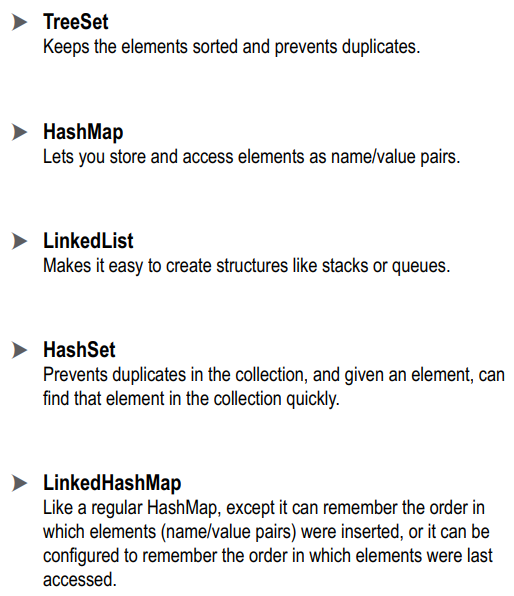 TreeSet
Keeps the elements sorted and prevents duplicates.
HashMap
Lets you store and access elements as name/value pairs.
LinkedList
Makes it easy to create structures like stacks or queues.
HashSet
Prevents duplicates in the collection, and given an element, can
find that element in the collection quickly.
LinkedHashMap
Like a regular HashMap, except it can remember the order in
which elements (name/value pairs) were inserted, or it can be
configured to remember the order in which elements were last
accessed.